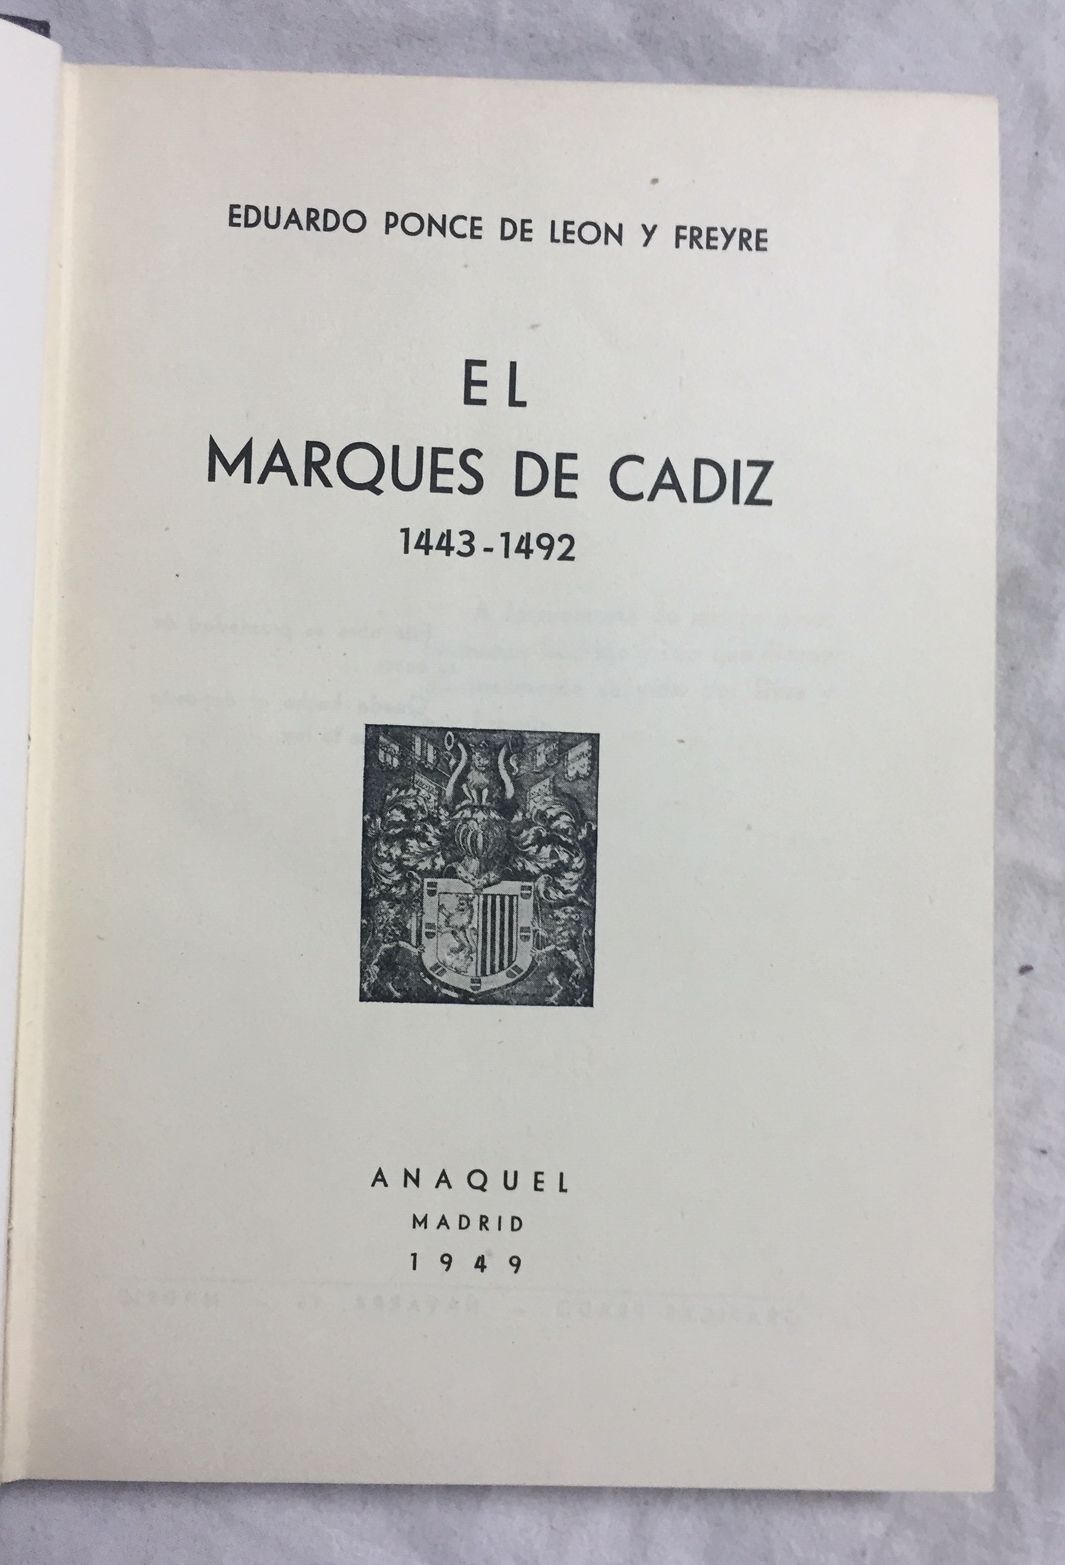 EDUARDO PONCE DE LEON Y FREYRE
EL
MARQUES DE CADIZ
1443-1492
ANAQUEL
MADRID
1949